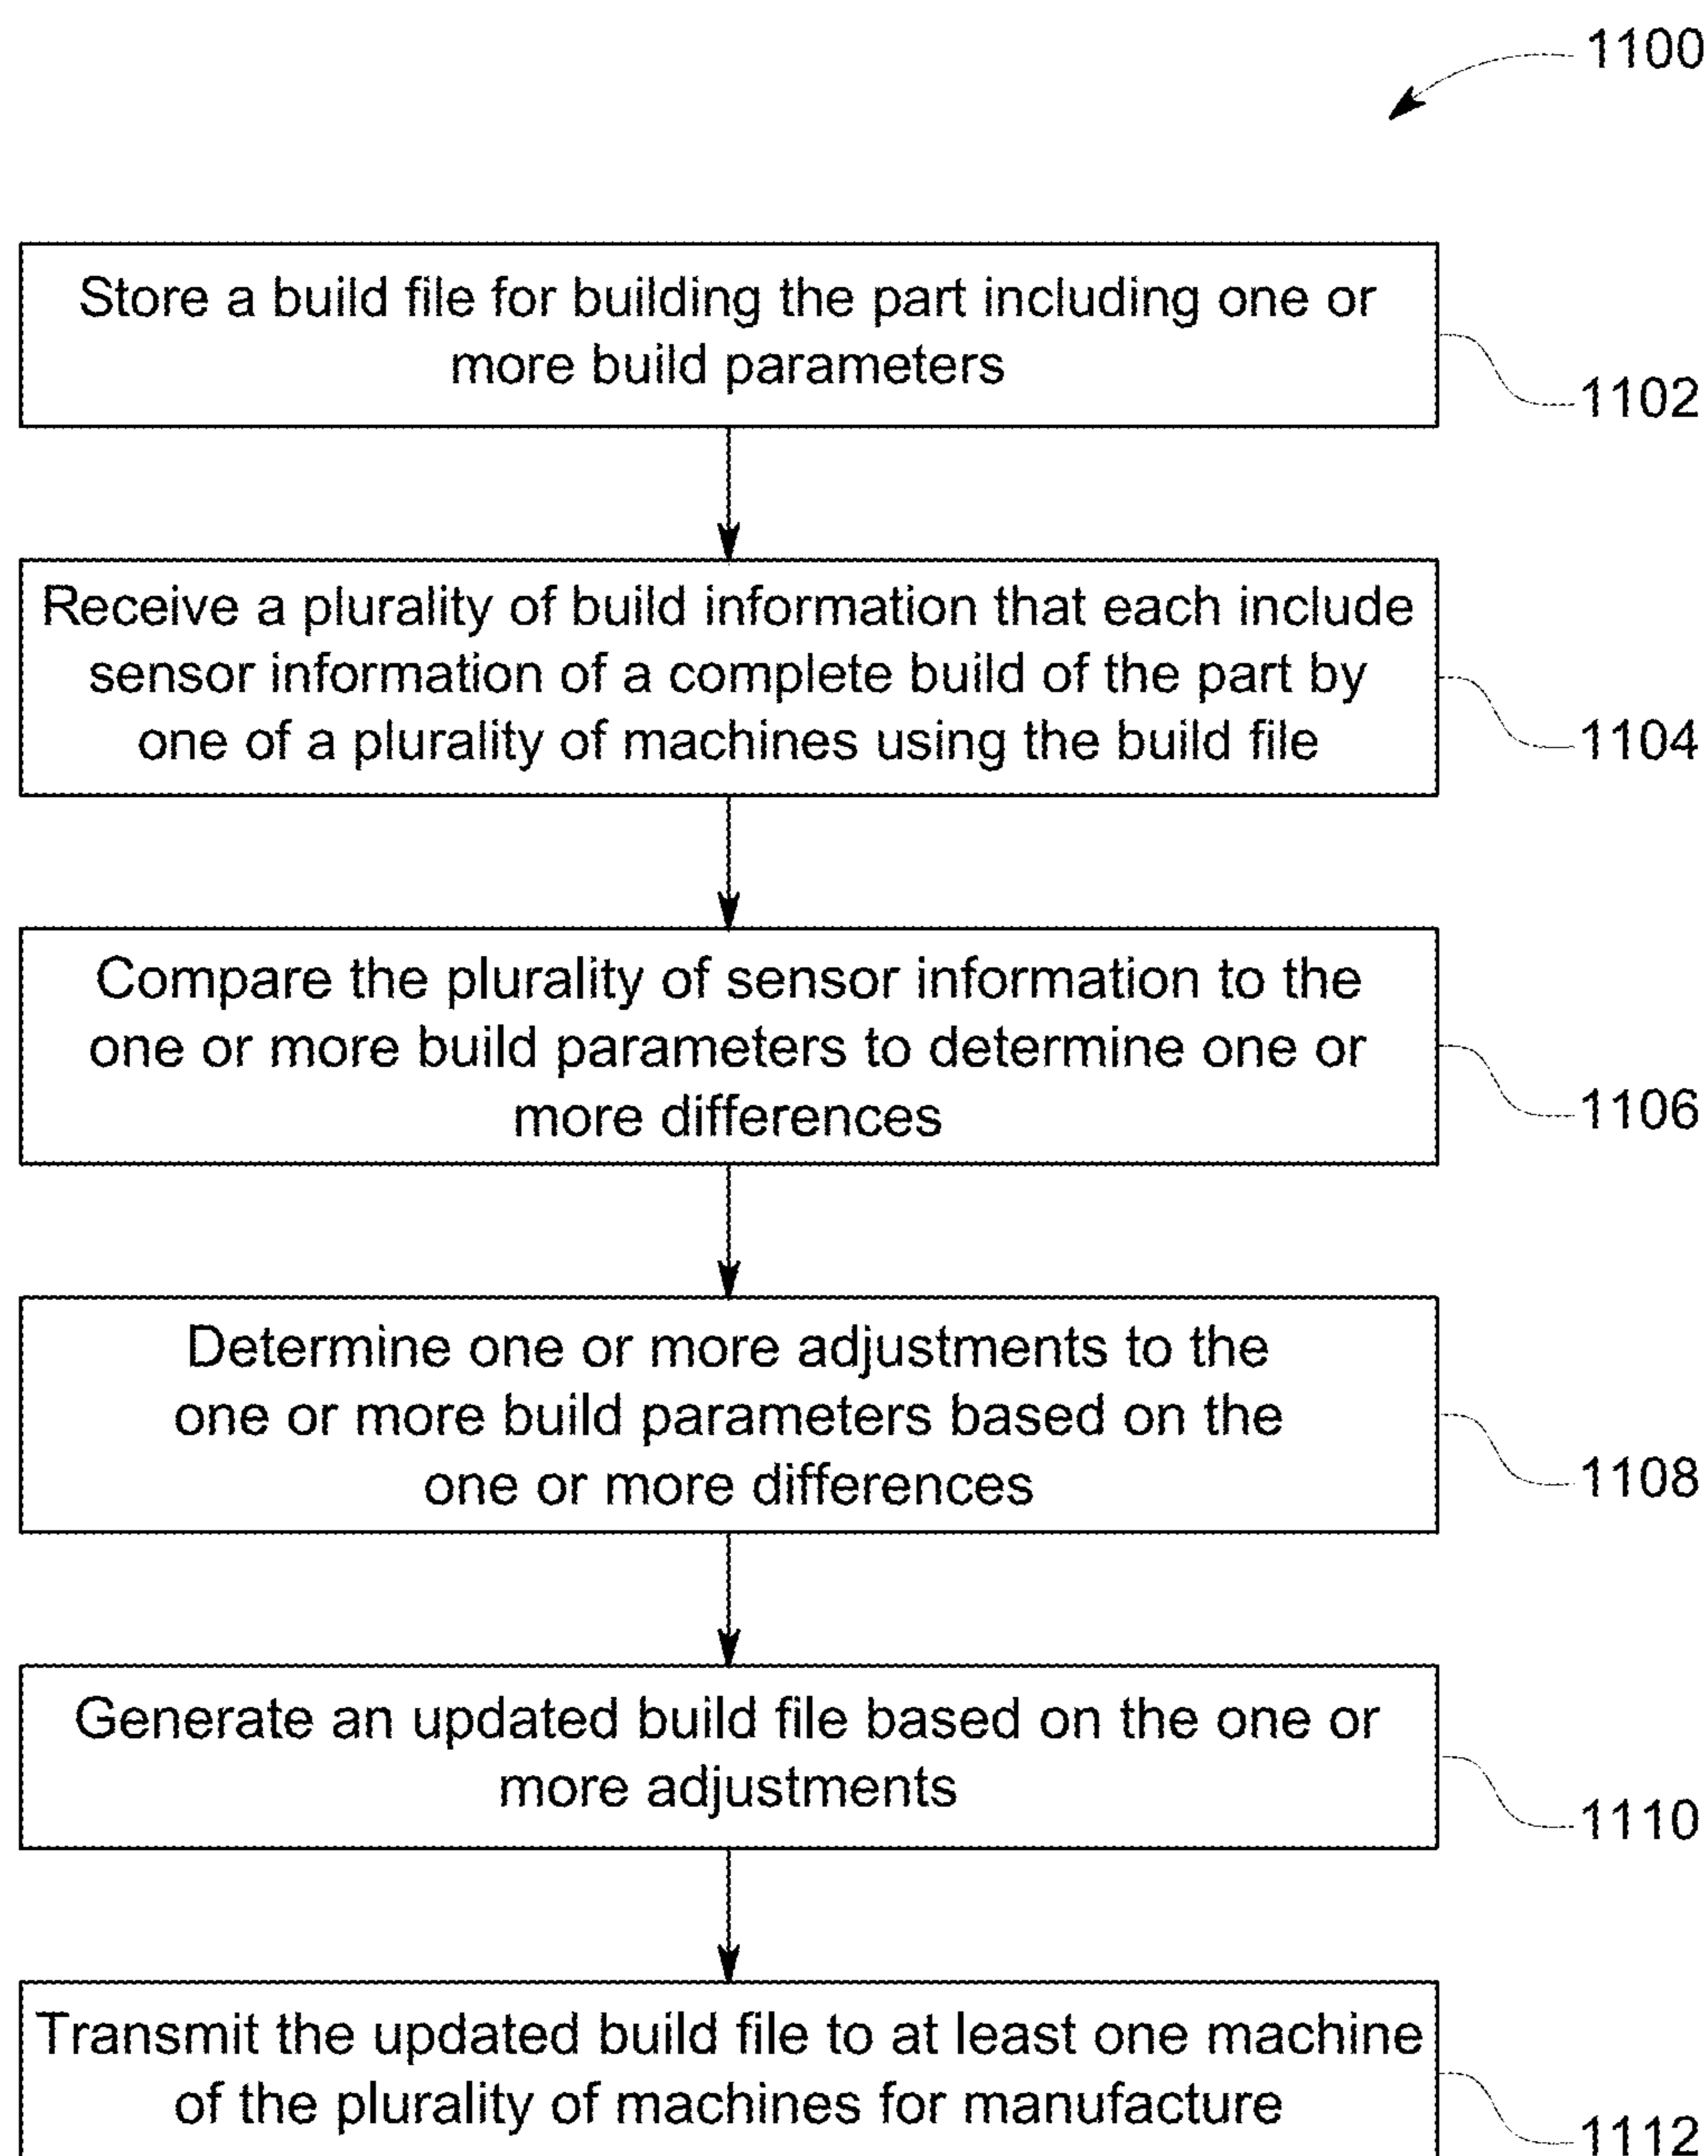 1100
Store a build file for building the part including one or
more build parameters
1102
Receive a plurality of build information that each include
sensor information of a complete build of the part by
one of a plurality of machines using the build file
1104
Compare the plurality of sensor information to the
one or more build parameters to determine one or
more differences
1106
Determine one or more adjustments to the
one or more build parameters based on the
one or more differences
1108
Generate an updated build file based on the one or
more adjustments
1110
Transmit the updated build file to at least one machine
of the plurality of machines for manufacture
1112